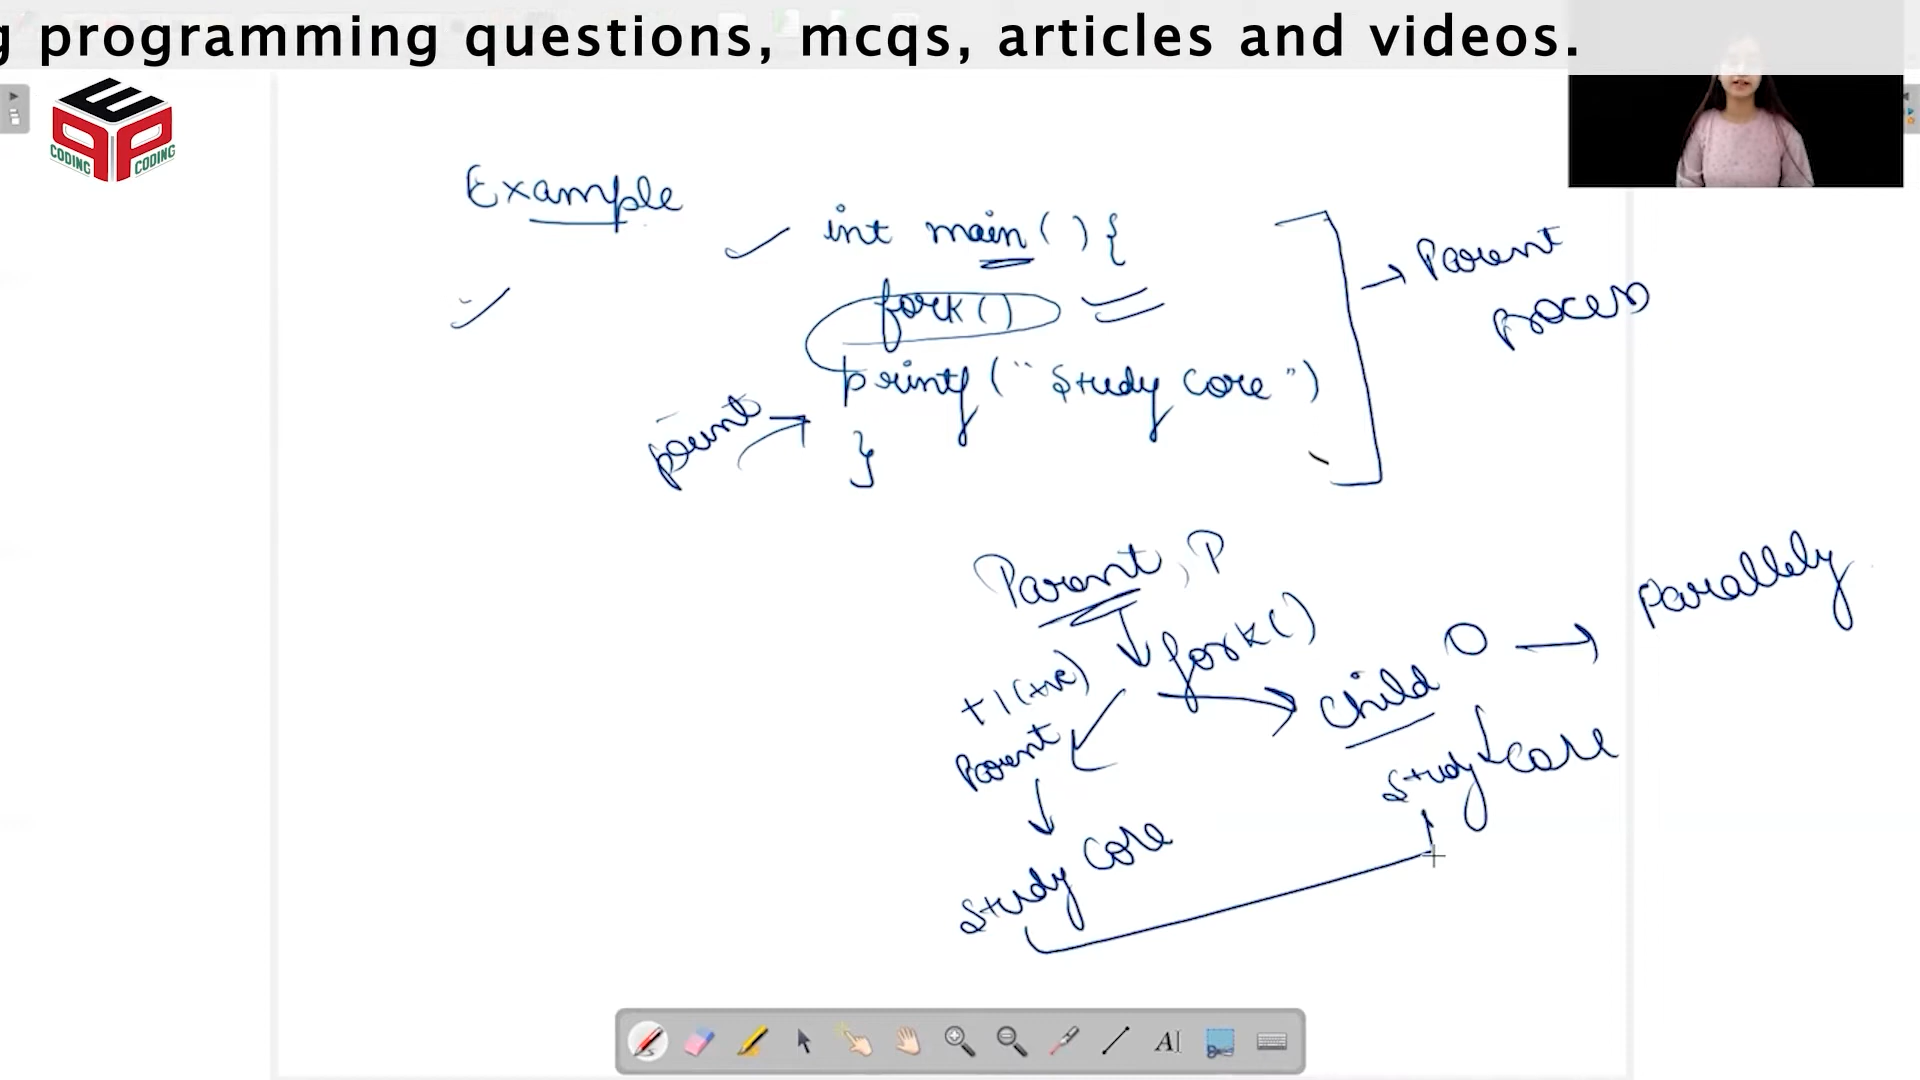 g programming questions, mcqs, articles and videos.
CODING CODING
Example
int main() {
fork()
printf("Study Core")
}
print
Parent
process
Parent, P
fork()
+1(+ve)
Parent
Study Core
child 0
Parallely
Study Core
AI